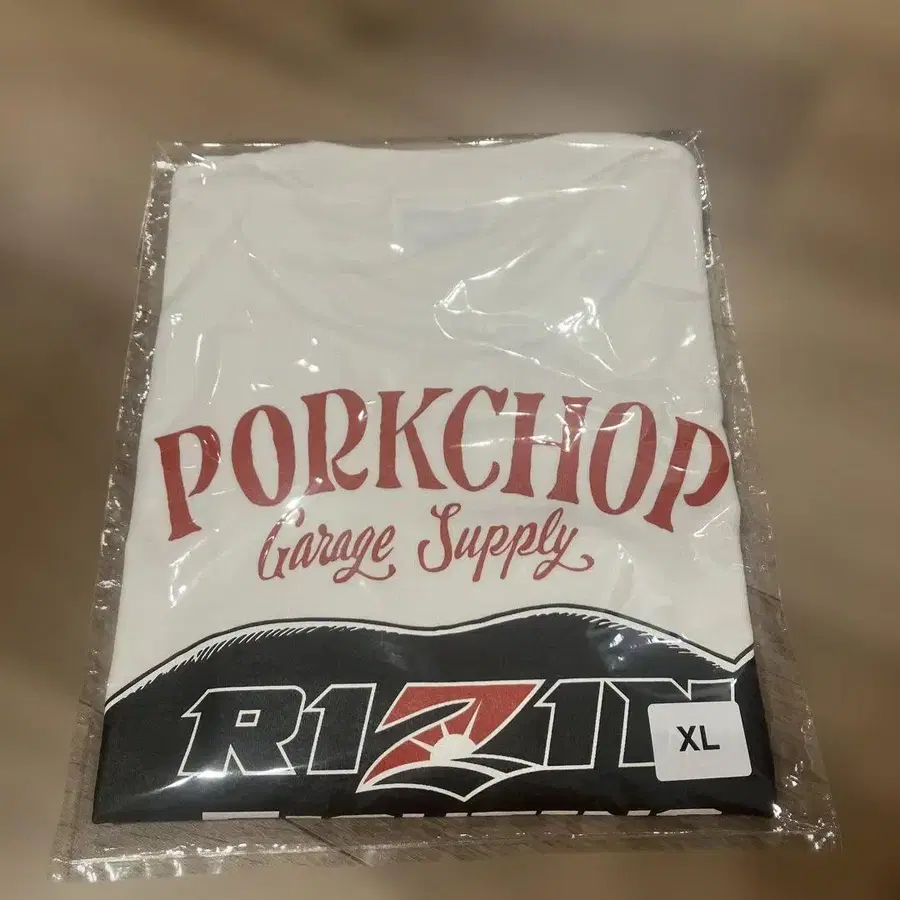 PORKCHOP
Garage Supply
R1Z1N
XL